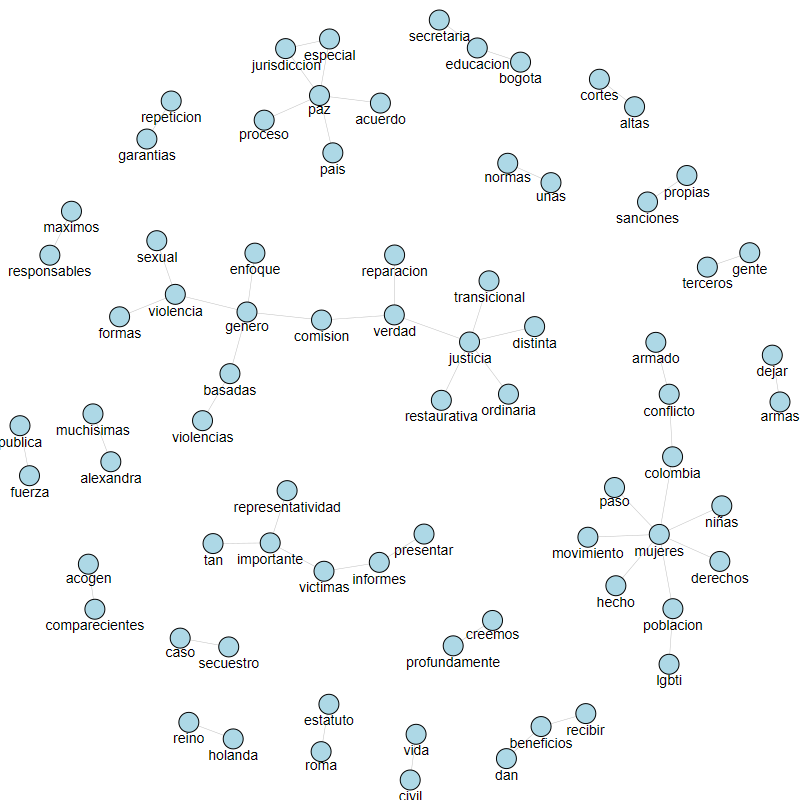 secretaria
especial
jurisdiccion
educacion
bogota
cortes
paz
repeticion
acuerdo
altas
proceso
garantias
pais
normas
unas
propias
sanciones
maximos
sexual
enfoque
reparacion
responsables
gente
terceros
transicional
violencia
genero
verdad
formas
comision
distinta
justicia
armado
dejar
basadas
conflicto
restaurativa
ordinaria
armas
muchisimas
violencias
publica
colombia
alexandra
fuerza
paso
representatividad
niñas
presentar
tan
importante
movimiento
mujeres
acogen
victimas
informes
derechos
hecho
comparecientes
poblacion
creemos
caso
secuestro
profundamente
lgbti
estatuto
recibir
reino
beneficios
vida
holanda
roma
dan
civil